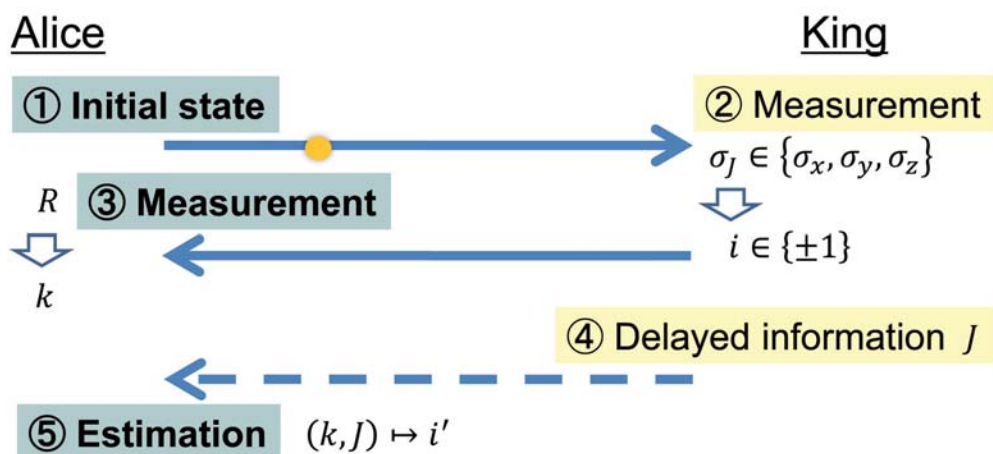 Alice
King
① Initial state
② Measurement
σ_J ∈ {σ_x, σ_y, σ_z}
R
③ Measurement
i ∈ {±1}
k
④ Delayed information J
⑤ Estimation (k, J) ↦ i′